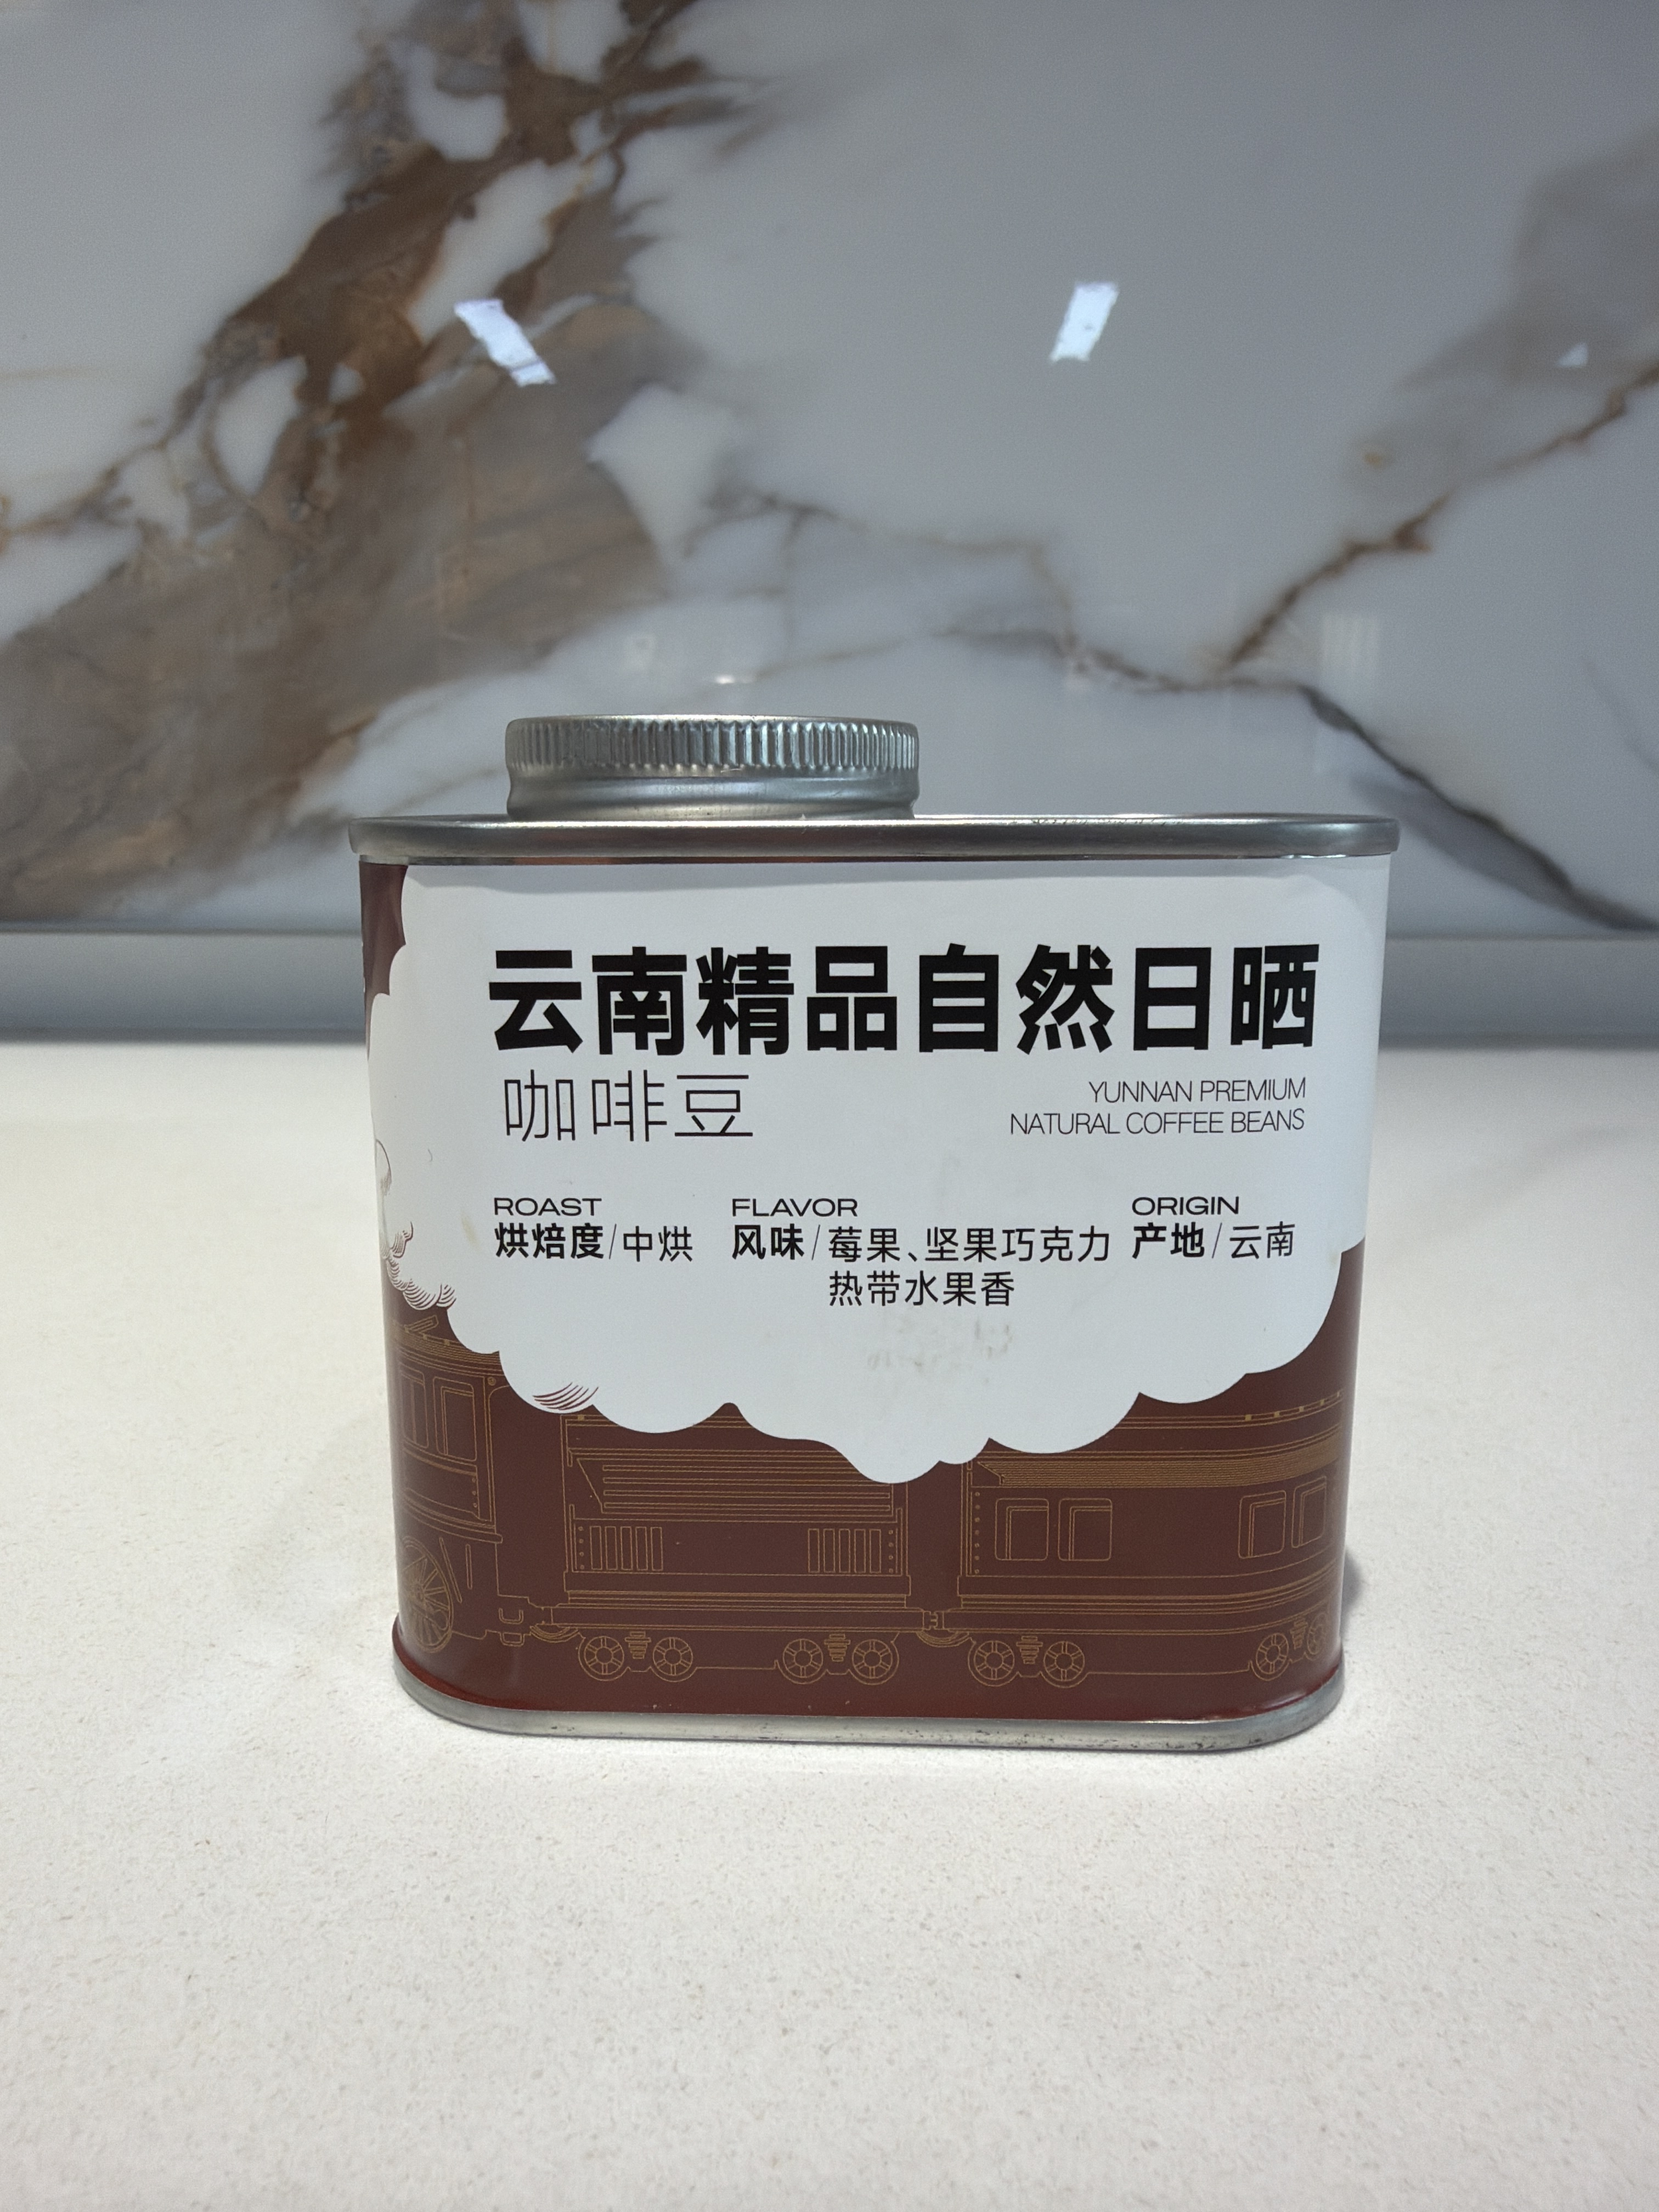 云南精品自然日晒
咖啡豆
YUNNAN PREMIUM
NATURAL COFFEE BEANS
ROAST
烘焙度/中烘
FLAVOR
风味/莓果、坚果巧克力
热带水果香
ORIGIN
产地/云南